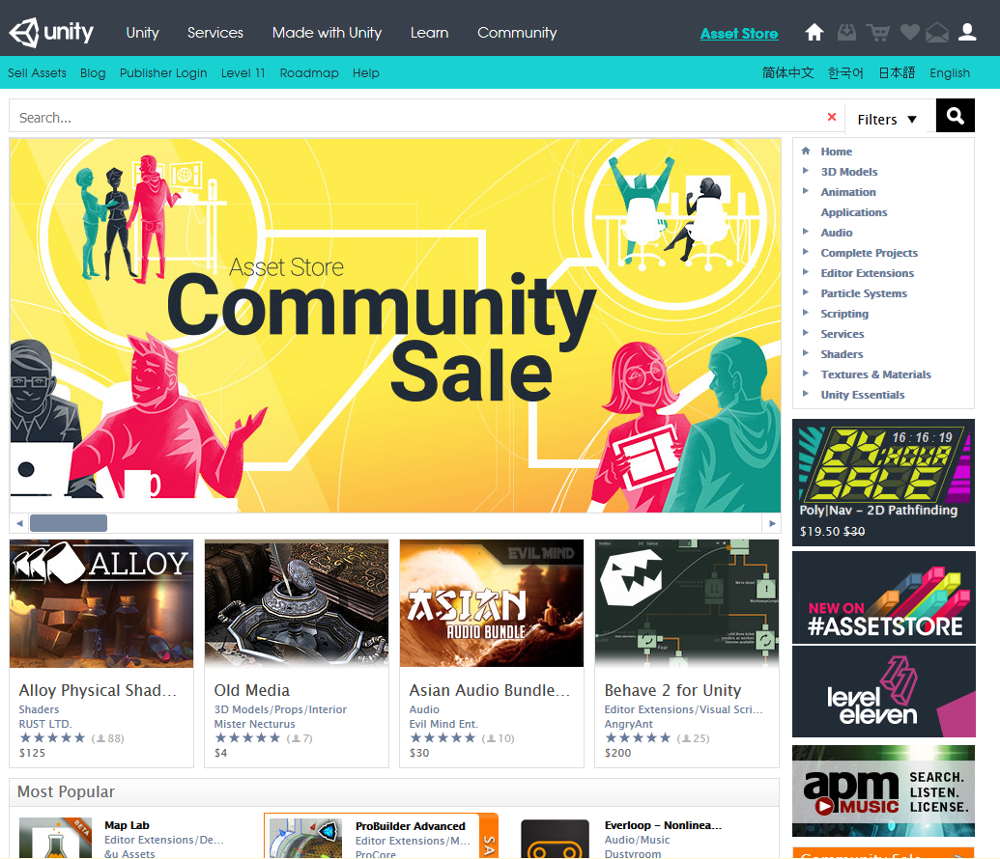 unity
Unity Services Made with Unity Learn Community Asset Store
Sell Assets Blog Publisher Login Level 11 Roadmap Help 简体中文 한국어 日本語 English
Search...
Filters
Asset Store
Community
Sale
Home
3D Models
Animation
Applications
Audio
Complete Projects
Editor Extensions
Particle Systems
Scripting
Services
Shaders
Textures & Materials
Unity Essentials
16 : 16 : 19
24 HOUR
SALE
Poly|Nav - 2D Pathfinding
$19.50 $30
NEW ON
#ASSETSTORE
level
eleven
11
apm
MUSIC
SEARCH.
LISTEN.
LICENSE.
Community Sale
ALLOY
Alloy Physical Shad...
Shaders
RUST LTD.
(88)
$125
Old Media
3D Models/Props/Interior
Mister Necturus
(7)
$4
EVIL MIND
ASIAN
AUDIO BUNDLE
Asian Audio Bundle...
Audio
Evil Mind Ent.
(10)
$30
Behave 2 for Unity
Editor Extensions/Visual Scri...
AngryAnt
(25)
$200
Most Popular
BETA
Map Lab
Editor Extensions/De...
&u Assets
ProBuilder Advanced
Editor Extensions/M...
ProCore
SA
Everloop - Nonlinea...
Audio/Music
Dustyroom